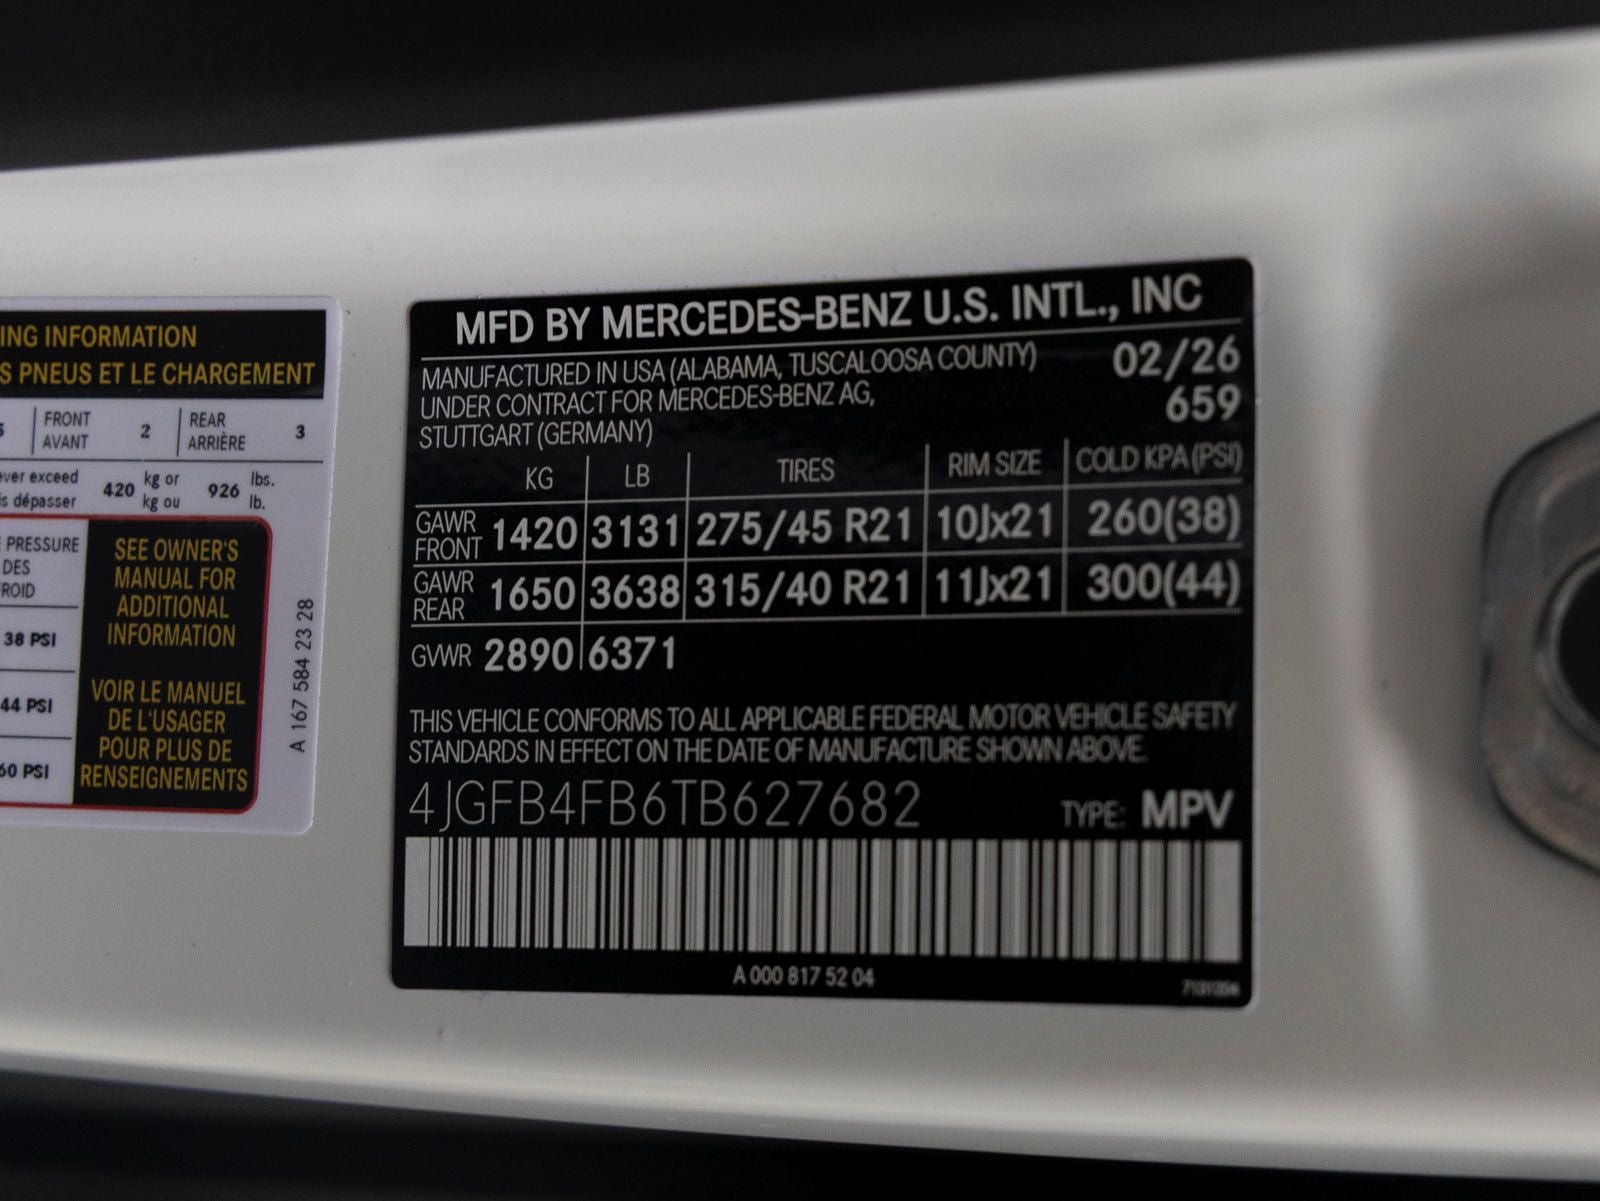 ING INFORMATION
S PNEUS ET LE CHARGEMENT
FRONT
AVANT
2
REAR
ARRIÈRE
3
ever exceed
is dépasser
420
kg or
kg ou
926
lbs.
lb.
PRESSURE
DES
ROID
38 PSI
44 PSI
60 PSI
SEE OWNER'S
MANUAL FOR
ADDITIONAL
INFORMATION
VOIR LE MANUEL
DE L'USAGER
POUR PLUS DE
RENSEIGNEMENTS
A 167 584 23 28
MFD BY MERCEDES-BENZ U.S. INTL., INC
MANUFACTURED IN USA (ALABAMA, TUSCALOOSA COUNTY) 02/26
UNDER CONTRACT FOR MERCEDES-BENZ AG, 659
STUTTGART (GERMANY)
KG LB TIRES RIM SIZE COLD KPA (PSI)
GAWR FRONT 1420 3131 275/45 R21 10Jx21 260(38)
GAWR REAR 1650 3638 315/40 R21 11Jx21 300(44)
GVWR 2890 6371
THIS VEHICLE CONFORMS TO ALL APPLICABLE FEDERAL MOTOR VEHICLE SAFETY
STANDARDS IN EFFECT ON THE DATE OF MANUFACTURE SHOWN ABOVE.
4JGFB4FB6TB627682 TYPE: MPV
A 000 817 52 04